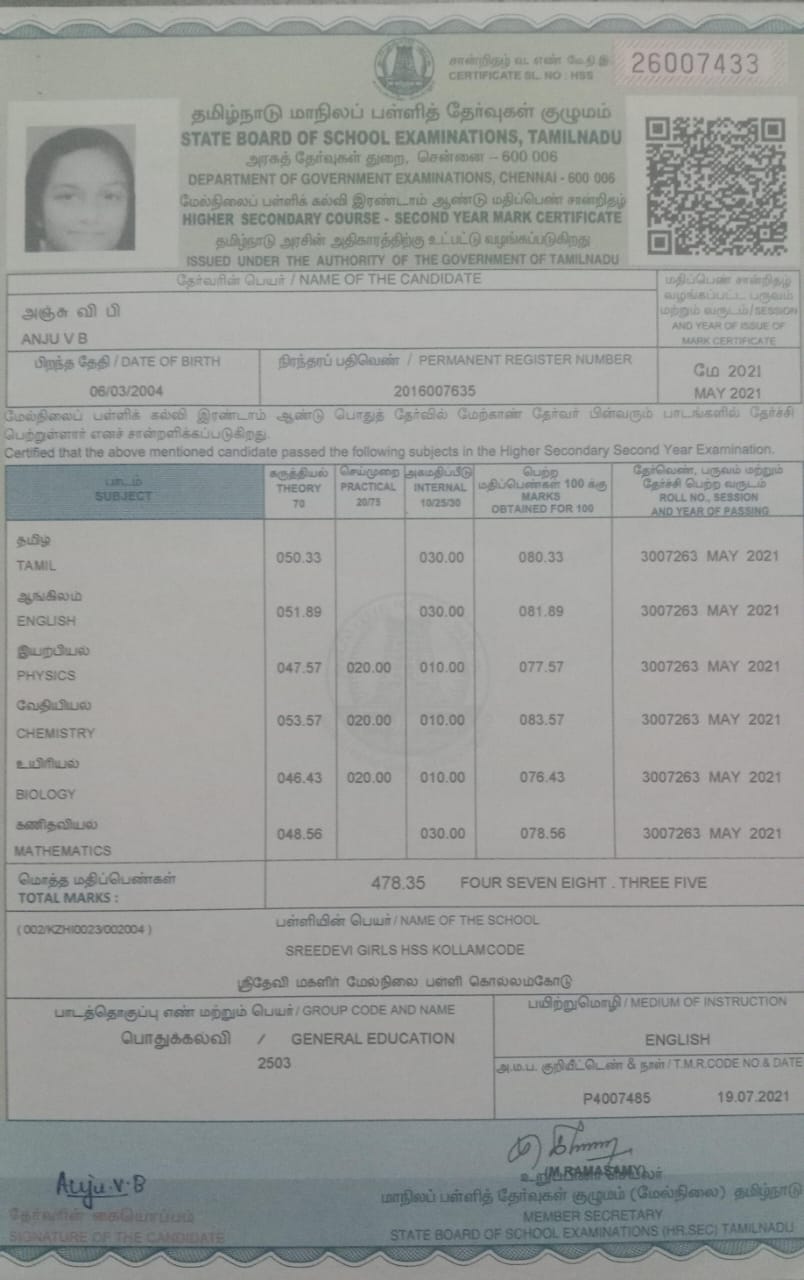 சான்றிதழ் வ. எண் மே.நி.இ
CERTIFICATE SL. NO : HSS
26007433
தமிழ்நாடு மாநிலப் பள்ளித் தேர்வுகள் குழுமம்
STATE BOARD OF SCHOOL EXAMINATIONS, TAMILNADU
அரசுத் தேர்வுகள் துறை, சென்னை – 600 006
DEPARTMENT OF GOVERNMENT EXAMINATIONS, CHENNAI - 600 006
மேல்நிலைப் பள்ளிக் கல்வி இரண்டாம் ஆண்டு மதிப்பெண் சான்றிதழ்
HIGHER SECONDARY COURSE - SECOND YEAR MARK CERTIFICATE
தமிழ்நாடு அரசின் அதிகாரத்திற்கு உட்பட்டு வழங்கப்படுகிறது
ISSUED UNDER THE AUTHORITY OF THE GOVERNMENT OF TAMILNADU
தேர்வரின் பெயர் / NAME OF THE CANDIDATE
அஞ்சு வி பி
ANJU V B
மதிப்பெண் சான்றிதழ்
வழங்கப்பட்ட பருவம்
மற்றும் வருடம்/SESSION
AND YEAR OF ISSUE OF
MARK CERTIFICATE
மே 2021
MAY 2021
பிறந்த தேதி / DATE OF BIRTH
06/03/2004
நிரந்தரப் பதிவெண் / PERMANENT REGISTER NUMBER
2016007635
மேல்நிலைப் பள்ளிக் கல்வி இரண்டாம் ஆண்டு பொதுத் தேர்வில் மேற்காண் தேர்வர் பின்வரும் பாடங்களில் தேர்ச்சி
பெற்றுள்ளார் எனச் சான்றளிக்கப்படுகிறது.
Certified that the above mentioned candidate passed the following subjects in the Higher Secondary Second Year Examination.
பாடம்
SUBJECT
கருத்தியல்
THEORY
70
செய்முறை
PRACTICAL
20/75
அகமதிப்பீடு
INTERNAL
10/25/30
பெற்ற
மதிப்பெண்கள் 100 க்கு
MARKS
OBTAINED FOR 100
தேர்வெண், பருவம் மற்றும்
தேர்ச்சி பெற்ற வருடம்
ROLL NO., SESSION
AND YEAR OF PASSING
தமிழ்
TAMIL 050.33 030.00 080.33 3007263 MAY 2021
ஆங்கிலம்
ENGLISH 051.89 030.00 081.89 3007263 MAY 2021
இயற்பியல்
PHYSICS 047.57 020.00 010.00 077.57 3007263 MAY 2021
வேதியியல்
CHEMISTRY 053.57 020.00 010.00 083.57 3007263 MAY 2021
உயிரியல்
BIOLOGY 046.43 020.00 010.00 076.43 3007263 MAY 2021
கணிதவியல்
MATHEMATICS 048.56 030.00 078.56 3007263 MAY 2021
மொத்த மதிப்பெண்கள்
TOTAL MARKS : 478.35 FOUR SEVEN EIGHT . THREE FIVE
(002/KZHI0023/002004)
பள்ளியின் பெயர்/ NAME OF THE SCHOOL
SREEDEVI GIRLS HSS KOLLAMCODE
ஸ்ரீதேவி மகளிர் மேல்நிலை பள்ளி கொல்லம்கோடு
பாடத்தொகுப்பு எண் மற்றும் பெயர்/ GROUP CODE AND NAME
பொதுக்கல்வி / GENERAL EDUCATION
2503
பயிற்றுமொழி / MEDIUM OF INSTRUCTION
ENGLISH
அ.ம.ப. குறியீட்டெண் & நாள் / T.M.R.CODE NO.& DATE
P4007485 19.07.2021
Anju.V.B
தேர்வரின் கையொப்பம்
SIGNATURE OF THE CANDIDATE
(M.RAMASAMY)
மாநிலப் பள்ளித் தேர்வுகள் குழுமம் (மேல்நிலை) தமிழ்நாடு
MEMBER SECRETARY
STATE BOARD OF SCHOOL EXAMINATIONS (HR.SEC) TAMILNADU